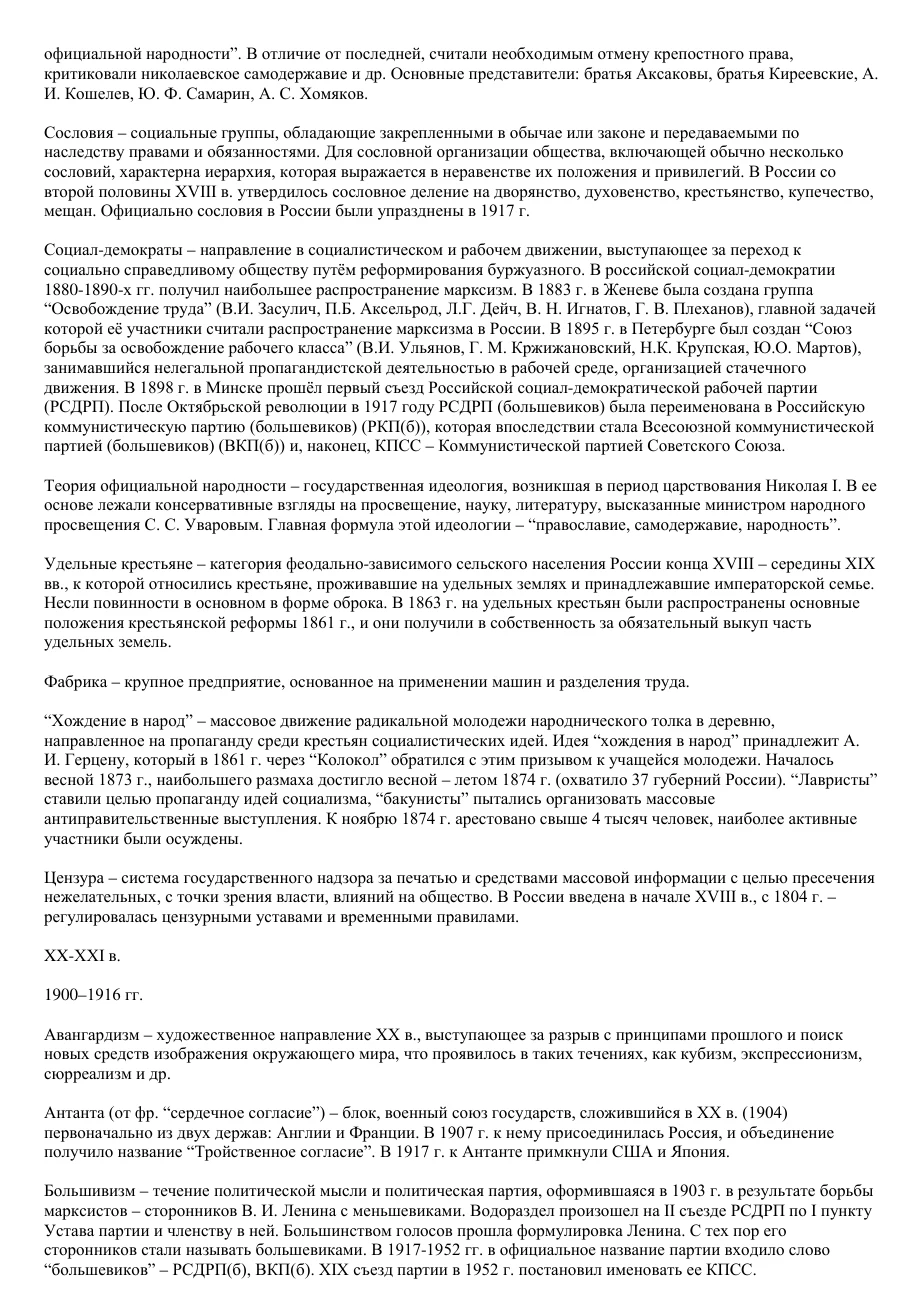 официальной народности”. В отличие от последней, считали необходимым отмену крепостного права,
критиковали николаевское самодержавие и др. Основные представители: братья Аксаковы, братья Киреевские, А.
И. Кошелев, Ю. Ф. Самарин, А. С. Хомяков.
Сословия – социальные группы, обладающие закрепленными в обычае или законе и передаваемыми по
наследству правами и обязанностями. Для сословной организации общества, включающей обычно несколько
сословий, характерна иерархия, которая выражается в неравенстве их положения и привилегий. В России со
второй половины XVIII в. утвердилось сословное деление на дворянство, духовенство, крестьянство, купечество,
мещан. Официально сословия в России были упразднены в 1917 г.
Социал-демократы – направление в социалистическом и рабочем движении, выступающее за переход к
социально справедливому обществу путём реформирования буржуазного. В российской социал-демократии
1880-1890-х гг. получил наибольшее распространение марксизм. В 1883 г. в Женеве была создана группа
“Освобождение труда” (В.И. Засулич, П.Б. Аксельрод, Л.Г. Дейч, В. Н. Игнатов, Г. В. Плеханов), главной задачей
которой её участники считали распространение марксизма в России. В 1895 г. в Петербурге был создан “Союз
борьбы за освобождение рабочего класса” (В.И. Ульянов, Г. М. Кржижановский, Н.К. Крупская, Ю.О. Мартов),
занимавшийся нелегальной пропагандистской деятельностью в рабочей среде, организацией стачечного
движения. В 1898 г. в Минске прошёл первый съезд Российской социал-демократической рабочей партии
(РСДРП). После Октябрьской революции в 1917 году РСДРП (большевиков) была переименована в Российскую
коммунистическую партию (большевиков) (РКП(б)), которая впоследствии стала Всесоюзной коммунистической
партией (большевиков) (ВКП(б)) и, наконец, КПСС – Коммунистической партией Советского Союза.
Теория официальной народности – государственная идеология, возникшая в период царствования Николая I. В ее
основе лежали консервативные взгляды на просвещение, науку, литературу, высказанные министром народного
просвещения С. С. Уваровым. Главная формула этой идеологии – “православие, самодержавие, народность”.
Удельные крестьяне – категория феодально-зависимого сельского населения России конца XVIII – середины XIX
вв., к которой относились крестьяне, проживавшие на удельных землях и принадлежавшие императорской семье.
Несли повинности в основном в форме оброка. В 1863 г. на удельных крестьян были распространены основные
положения крестьянской реформы 1861 г., и они получили в собственность за обязательный выкуп часть
удельных земель.
Фабрика – крупное предприятие, основанное на применении машин и разделения труда.
“Хождение в народ” – массовое движение радикальной молодежи народнического толка в деревню,
направленное на пропаганду среди крестьян социалистических идей. Идея “хождения в народ” принадлежит А.
И. Герцену, который в 1861 г. через “Колокол” обратился с этим призывом к учащейся молодежи. Началось
весной 1873 г., наибольшего размаха достигло весной – летом 1874 г. (охватило 37 губерний России). “Лавристы”
ставили целью пропаганду идей социализма, “бакунисты” пытались организовать массовые
антиправительственные выступления. К ноябрю 1874 г. арестовано свыше 4 тысяч человек, наиболее активные
участники были осуждены.
Цензура – система государственного надзора за печатью и средствами массовой информации с целью пресечения
нежелательных, с точки зрения власти, влияний на общество. В России введена в начале XVIII в., с 1804 г. –
регулировалась цензурными уставами и временными правилами.
XX-XXI в.
1900–1916 гг.
Авангардизм – художественное направление XX в., выступающее за разрыв с принципами прошлого и поиск
новых средств изображения окружающего мира, что проявилось в таких течениях, как кубизм, экспрессионизм,
сюрреализм и др.
Антанта (от фр. “сердечное согласие”) – блок, военный союз государств, сложившийся в XX в. (1904)
первоначально из двух держав: Англии и Франции. В 1907 г. к нему присоединилась Россия, и объединение
получило название “Тройственное согласие”. В 1917 г. к Антанте примкнули США и Япония.
Большивизм – течение политической мысли и политическая партия, оформившаяся в 1903 г. в результате борьбы
марксистов – сторонников В. И. Ленина с меньшевиками. Водораздел произошел на II съезде РСДРП по I пункту
Устава партии и членству в ней. Большинством голосов прошла формулировка Ленина. С тех пор его
сторонников стали называть большевиками. В 1917-1952 гг. в официальное название партии входило слово
“большевиков” – РСДРП(б), ВКП(б). XIX съезд партии в 1952 г. постановил именовать ее КПСС.